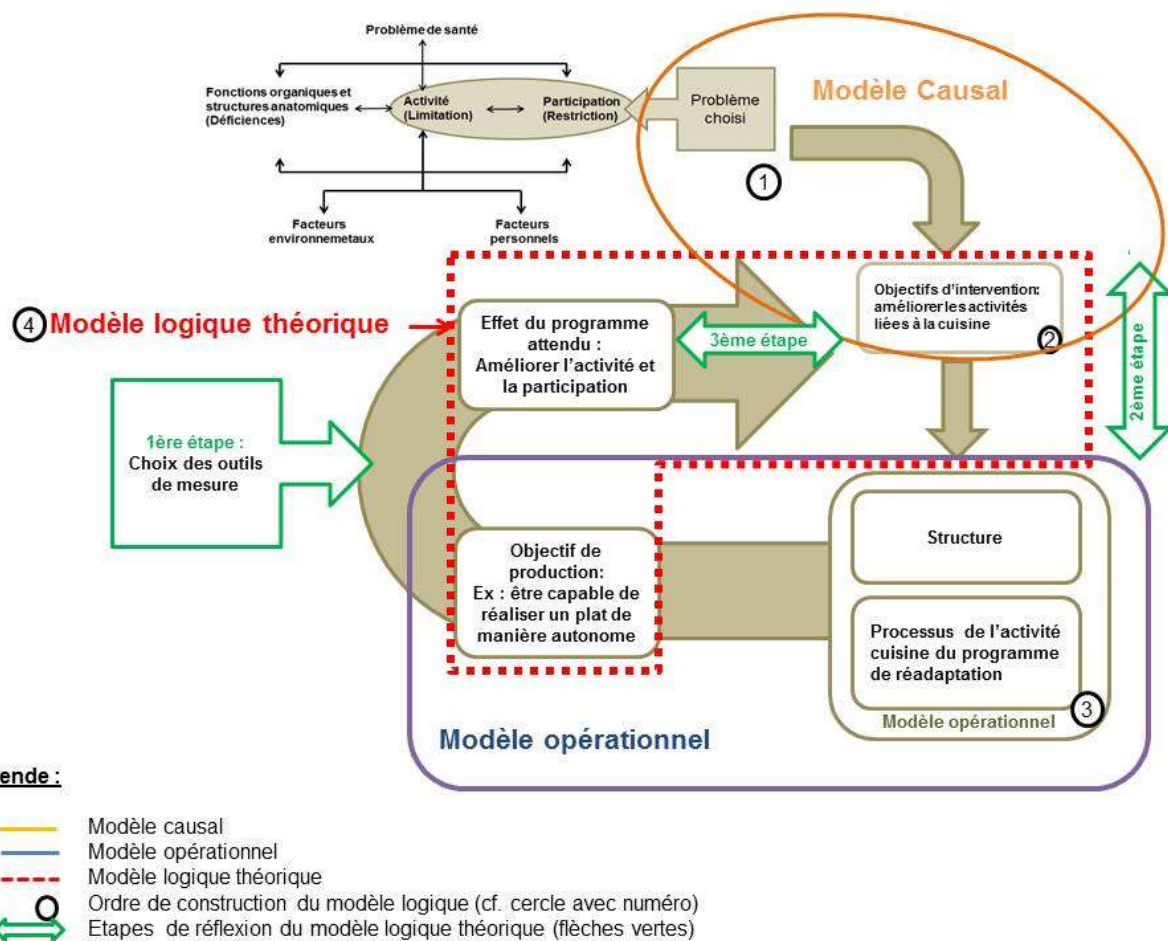 Problème de santé
Fonctions organiques et
structures anatomiques
(Déficiences)
Activité
(Limitation)
Participation
(Restriction)
Problème
choisi
Modèle Causal
1
Facteurs
environnemetaux
Facteurs
personnels
4 Modèle logique théorique
Effet du programme
attendu :
Améliorer l'activité et
la participation
3ème étape
Objectifs d'intervention:
améliorer les activités
liées à la cuisine
2
2ème étape
1ère étape :
Choix des outils
de mesure
Objectif de
production:
Ex : être capable de
réaliser un plat de
manière autonome
Structure
Processus de l'activité
cuisine du programme
de réadaptation
3
Modèle opérationnel
Modèle opérationnel
ende :
Modèle causal
Modèle opérationnel
Modèle logique théorique
Ordre de construction du modèle logique (cf. cercle avec numéro)
Etapes de réflexion du modèle logique théorique (flèches vertes)